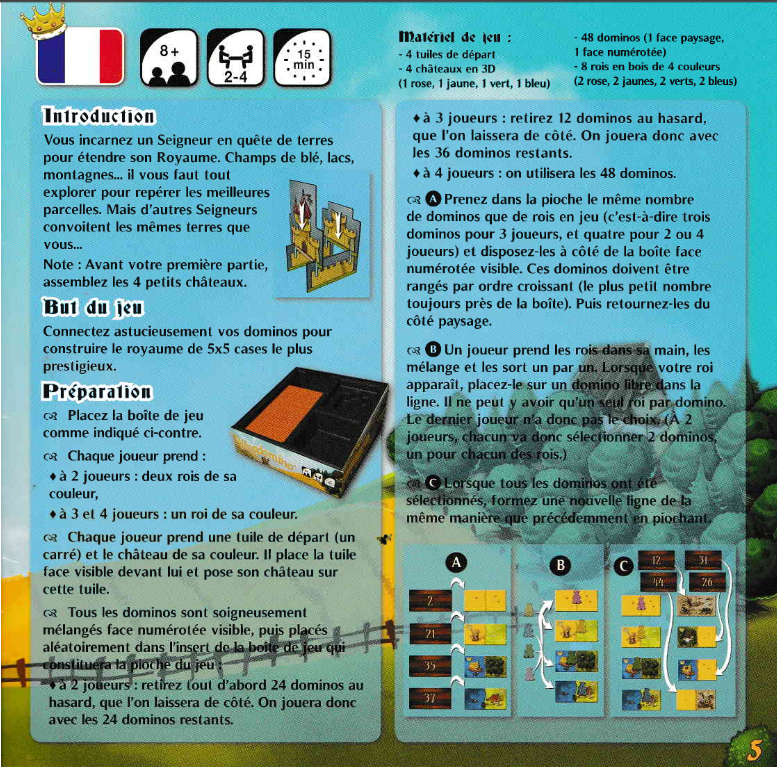 8+
2-4
15
min
Matériel de jeu :
- 4 tuiles de départ
- 4 châteaux en 3D
(1 rose, 1 jaune, 1 vert, 1 bleu)
- 48 dominos (1 face paysage,
1 face numérotée)
- 8 rois en bois de 4 couleurs
(2 rose, 2 jaunes, 2 verts, 2 bleus)
Introduction
Vous incarnez un Seigneur en quête de terres
pour étendre son Royaume. Champs de blé, lacs,
montagnes... il vous faut tout
explorer pour repérer les meilleures
parcelles. Mais d'autres Seigneurs
convoitent les mêmes terres que
vous...
Note : Avant votre première partie,
assemblez les 4 petits châteaux.
But du jeu
Connectez astucieusement vos dominos pour
construire le royaume de 5x5 cases le plus
prestigieux.
Préparation
Placez la boîte de jeu
comme indiqué ci-contre.
Chaque joueur prend :
♦ à 2 joueurs : deux rois de sa
couleur,
♦ à 3 et 4 joueurs : un roi de sa couleur.
Chaque joueur prend une tuile de départ (un
carré) et le château de sa couleur. Il place la tuile
face visible devant lui et pose son château sur
cette tuile.
Tous les dominos sont soigneusement
mélangés face numérotée visible, puis placés
aléatoirement dans l'insert de la boîte de jeu qui
constituera la pioche du jeu :
♦ à 2 joueurs : retirez tout d'abord 24 dominos au
hasard, que l'on laissera de côté. On jouera donc
avec les 24 dominos restants.
♦ à 3 joueurs : retirez 12 dominos au hasard,
que l'on laissera de côté. On jouera donc avec
les 36 dominos restants.
♦ à 4 joueurs : on utilisera les 48 dominos.
A Prenez dans la pioche le même nombre
de dominos que de rois en jeu (c'est-à-dire trois
dominos pour 3 joueurs, et quatre pour 2 ou 4
joueurs) et disposez-les à côté de la boîte face
numérotée visible. Ces dominos doivent être
rangés par ordre croissant (le plus petit nombre
toujours près de la boîte). Puis retournez-les du
côté paysage.
B Un joueur prend les rois dans sa main, les
mélange et les sort un par un. Lorsque votre roi
apparaît, placez-le sur un domino libre dans la
ligne. Il ne peut y avoir qu'un seul roi par domino.
Le dernier joueur n'a donc pas le choix. (À 2
joueurs, chacun va donc sélectionner 2 dominos,
un pour chacun des rois.)
C Lorsque tous les dominos ont été
sélectionnés, formez une nouvelle ligne de la
même manière que précédemment en piochant.
A
2
21
35
37
B
C
12
31
44
26
5